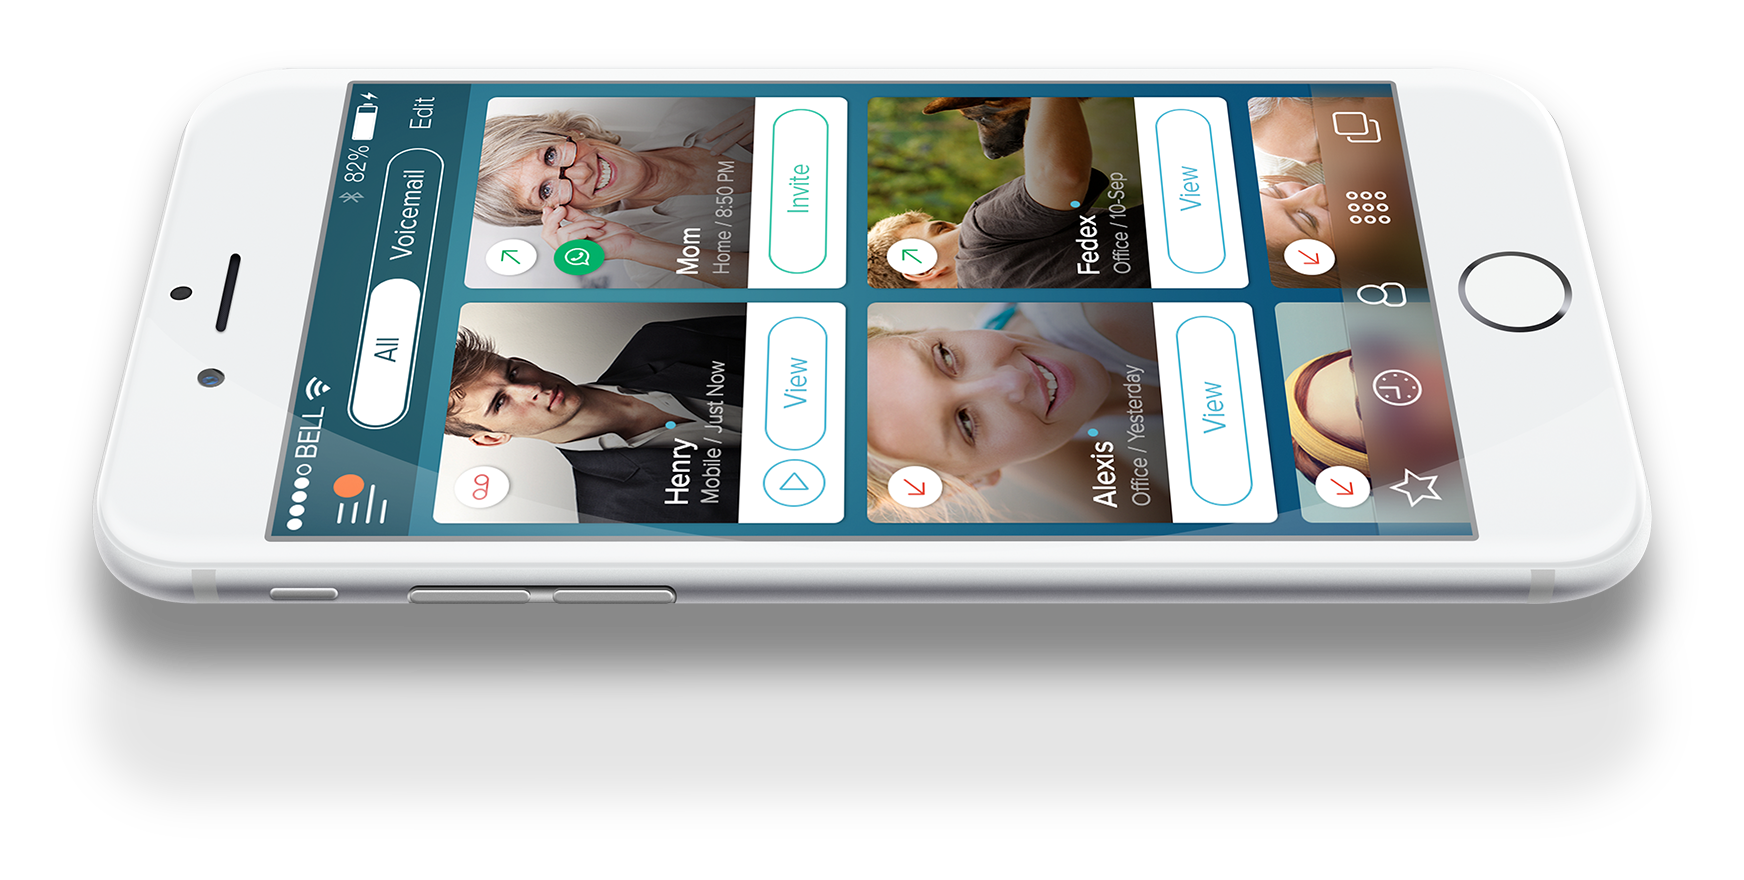 BELL
82%
All
Voicemail
Edit
Henry
Mobile / Just Now
View
Mom
Home / 8:50 PM
Invite
Alexis
Office / Yesterday
View
Fedex
Office / 10-Sep
View